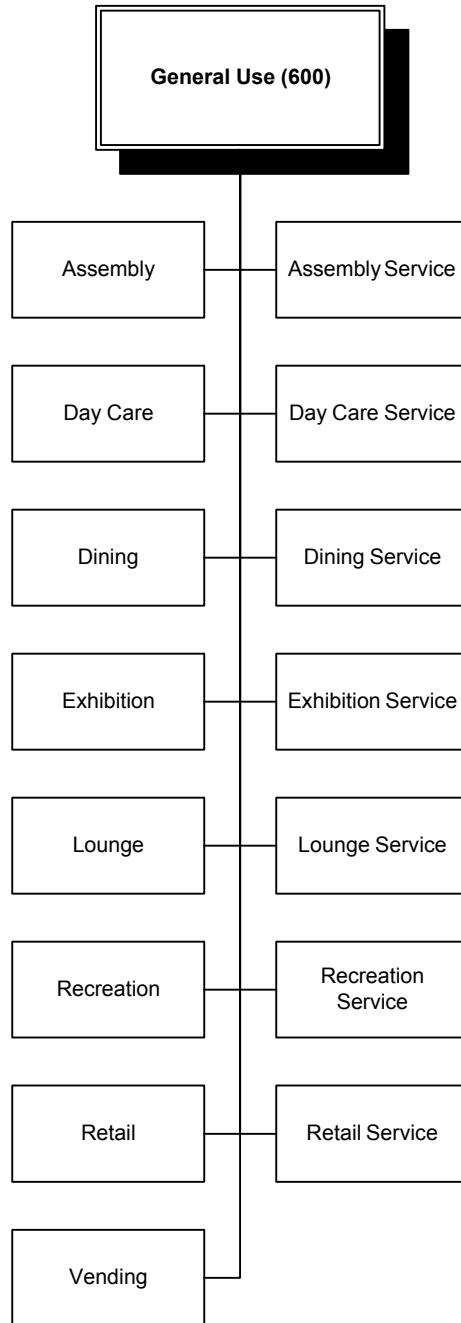 General Use (600)
Assembly
Assembly Service
Day Care
Day Care Service
Dining
Dining Service
Exhibition
Exhibition Service
Lounge
Lounge Service
Recreation
Recreation
Service
Retail
Retail Service
Vending